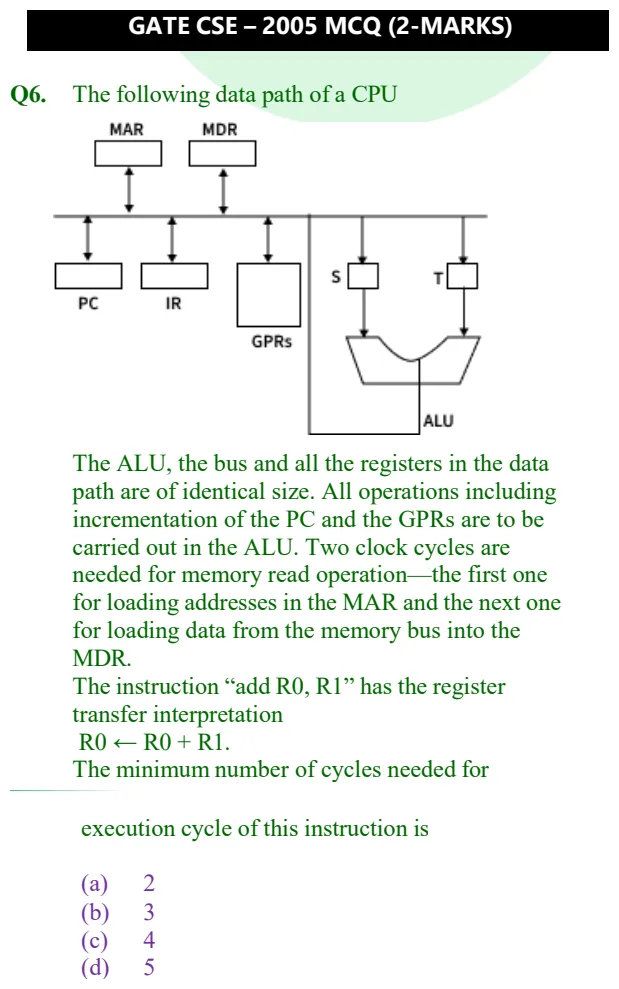 GATE CSE – 2005 MCQ (2-MARKS)
Q6. The following data path of a CPU
MAR MDR
S T
PC IR
GPRs
ALU
The ALU, the bus and all the registers in the data
path are of identical size. All operations including
incrementation of the PC and the GPRs are to be
carried out in the ALU. Two clock cycles are
needed for memory read operation—the first one
for loading addresses in the MAR and the next one
for loading data from the memory bus into the
MDR.
The instruction “add R0, R1” has the register
transfer interpretation
R0 ← R0 + R1.
The minimum number of cycles needed for
execution cycle of this instruction is
(a) 2
(b) 3
(c) 4
(d) 5